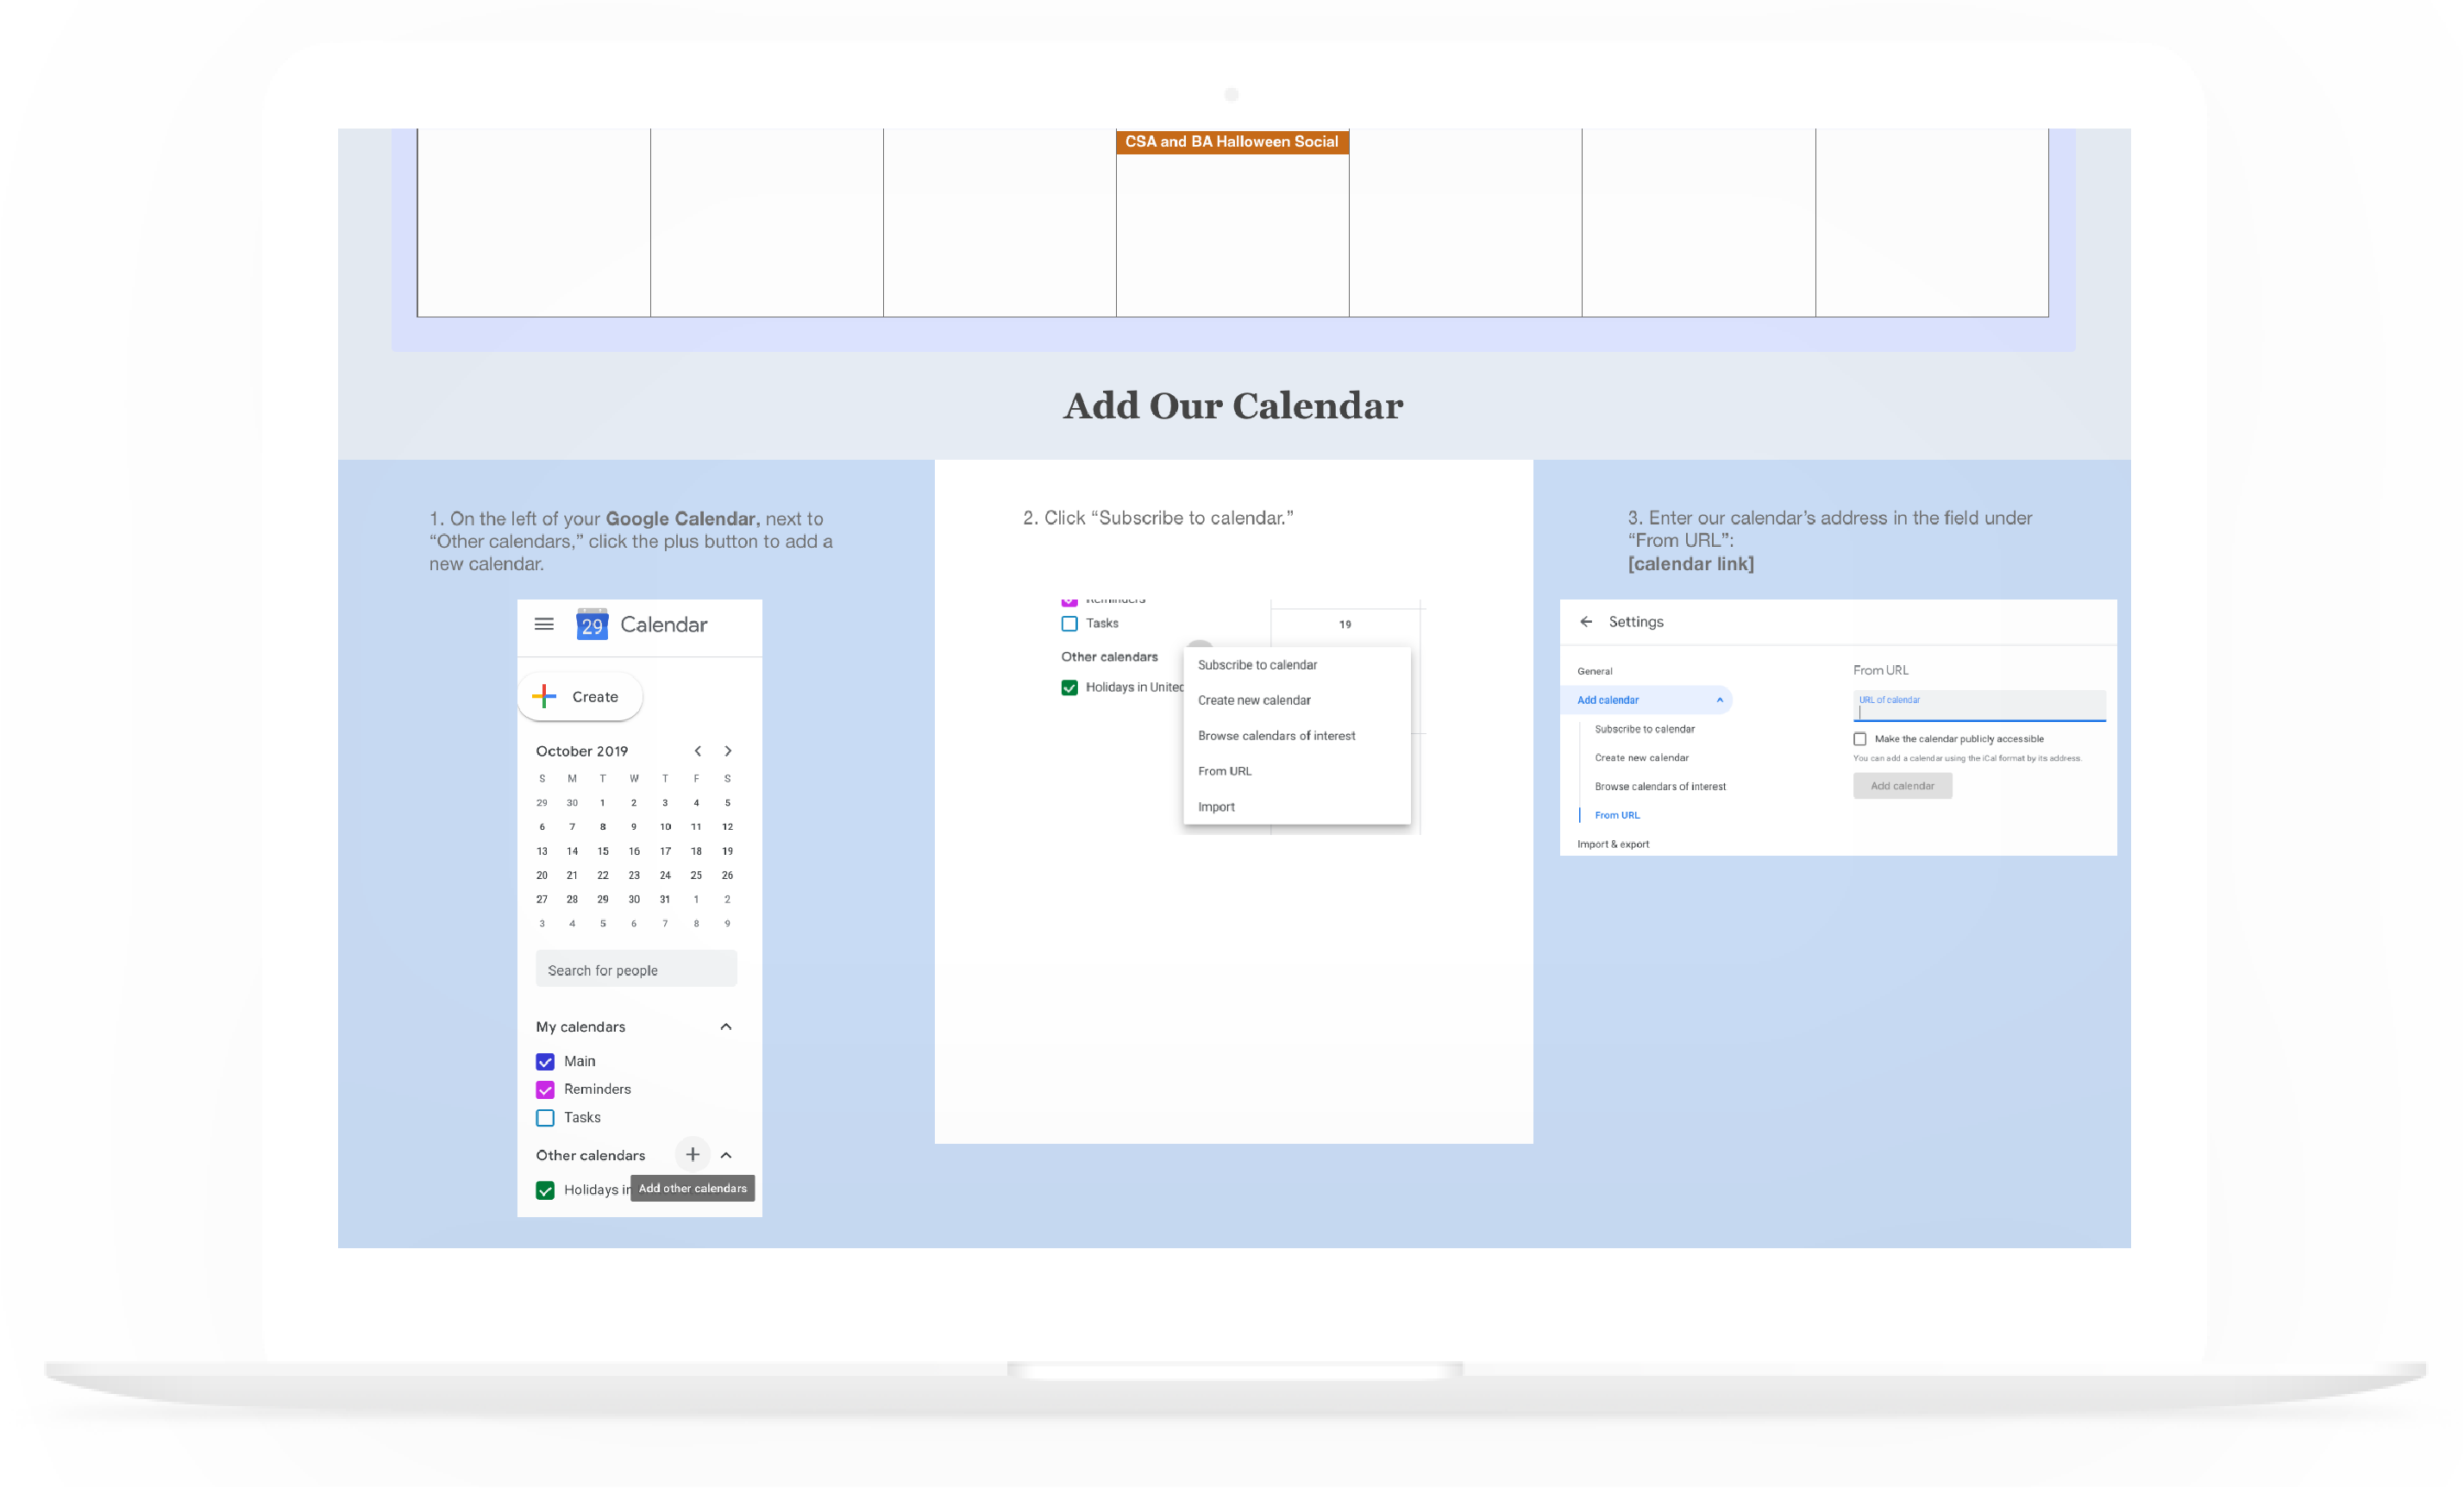 CSA and BA Halloween Social
Add Our Calendar
1. On the left of your Google Calendar, next to
“Other calendars,” click the plus button to add a
new calendar.
29 Calendar
Create
October 2019
S M T W T F S
29 30 1 2 3 4 5
6 7 8 9 10 11 12
13 14 15 16 17 18 19
20 21 22 23 24 25 26
27 28 29 30 31 1 2
3 4 5 6 7 8 9
Search for people
My calendars
Main
Reminders
Tasks
Other calendars
Holidays in
Add other calendars
2. Click “Subscribe to calendar.”
Reminders
Tasks
19
Other calendars
Holidays in United
Subscribe to calendar
Create new calendar
Browse calendars of interest
From URL
Import
3. Enter our calendar’s address in the field under
“From URL”:
[calendar link]
Settings
General
Add calendar
Subscribe to calendar
Create new calendar
Browse calendars of interest
From URL
Import & export
From URL
URL of calendar
Make the calendar publicly accessible
You can add a calendar using the iCal format by its address.
Add calendar